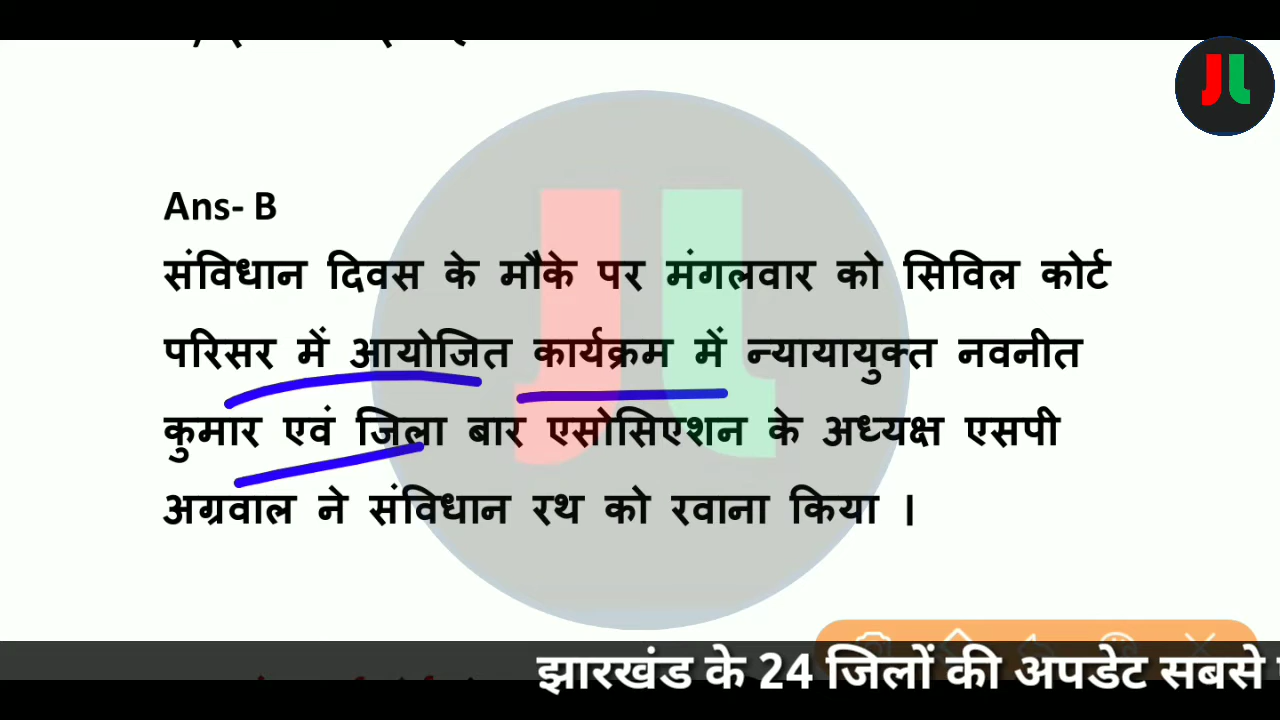 Ans- B
संविधान दिवस के मौके पर मंगलवार को सिविल कोर्ट
परिसर में आयोजित कार्यक्रम में न्यायायुक्त नवनीत
कुमार एवं जिला बार एसोसिएशन के अध्यक्ष एसपी
अग्रवाल ने संविधान रथ को रवाना किया ।
झारखंड के 24 जिलों की अपडेट सबसे